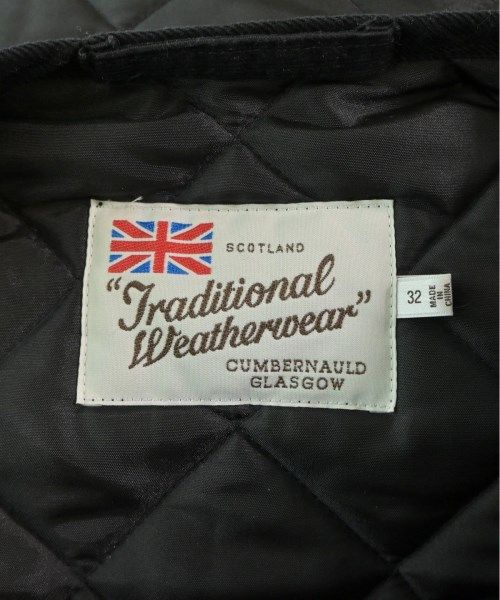 SCOTLAND
"Traditional
Weatherwear"
CUMBERNAULD
GLASGOW
32
MADE
IN
CHINA